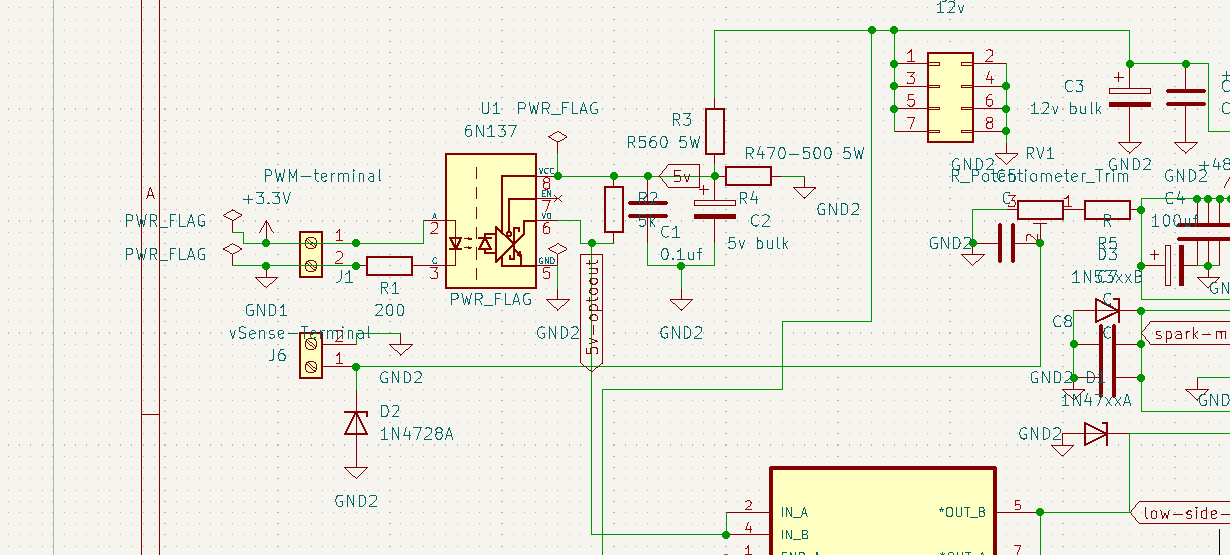 12v
1 2
3 4
5 6
7 8
C3
12v bulk
GND2
GND2
GND2
U1 PWR_FLAG
6N137
VCC
8
EN
7
VO
6
GND
5
A
2
C
3
PWR_FLAG
R3
R560 5W
R470-500 5W
R4
5v
GND2
R2
5k
C1
0.1uf
C2
5v bulk
GND2
GND2
5v-optoout
A
PWM-terminal
+3.3V
PWR_FLAG
PWR_FLAG
1
2
J1
GND1
R1
200
vSense-Terminal
J6
2
1
GND2
D2
1N4728A
GND2
RV1
R_Potentiometer_Trim
C
3
1
2
GND2
R
R5
D3
+48
C4
100uf
GN
C
C8
C
spark-m
GND2
1N47xxA
GND
GND2
2 IN_A
4 IN_B
1
*OUT_B 5
7
low-side-